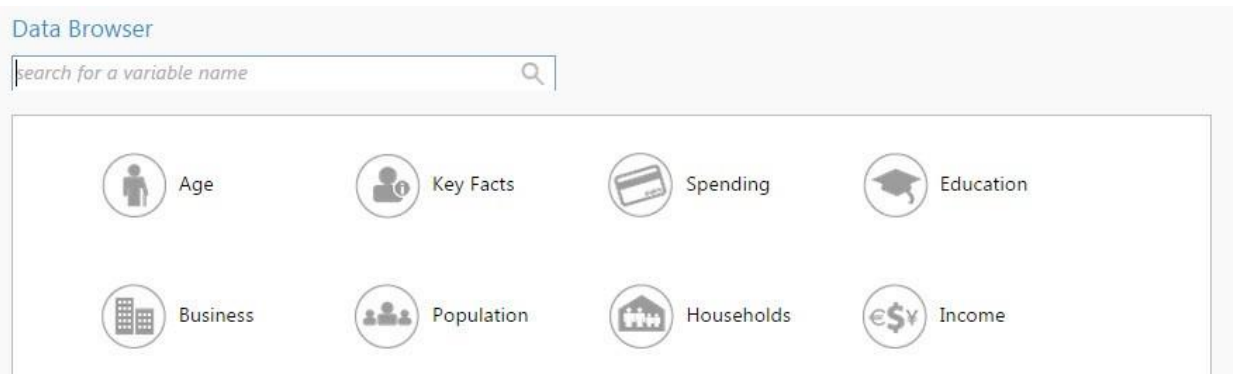 Data Browser
search for a variable name
Age Key Facts Spending Education
Business Population Households Income